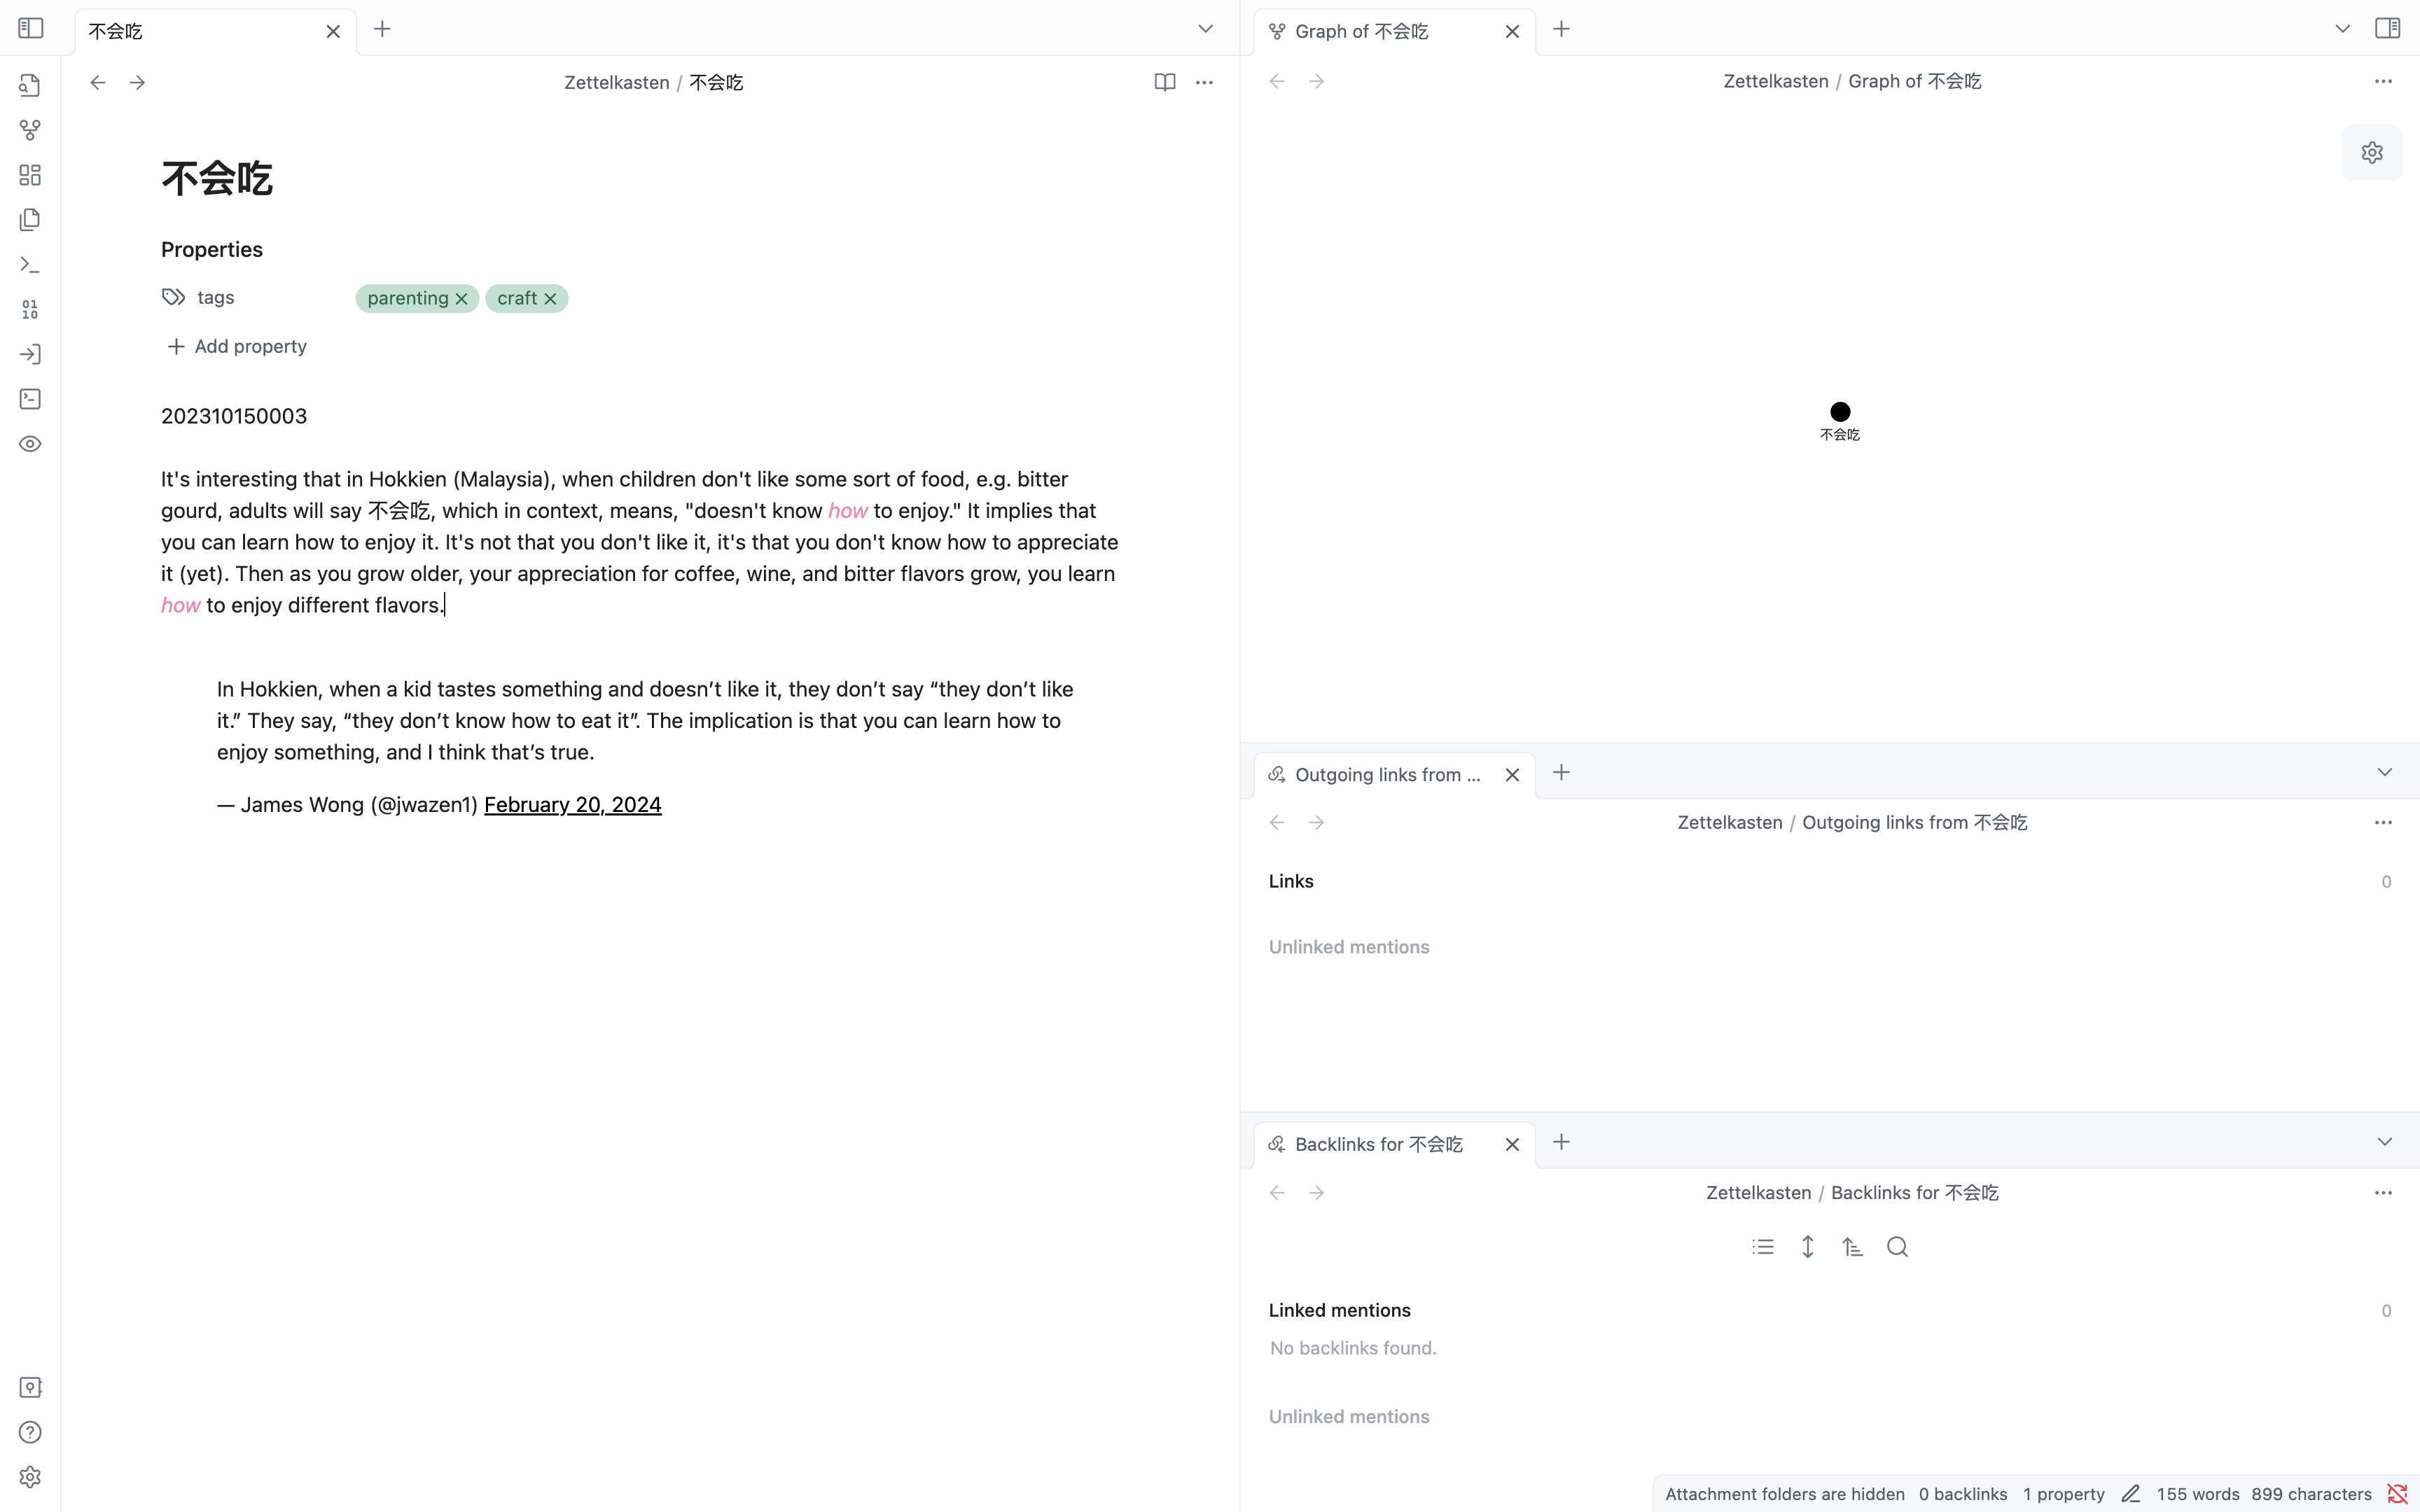 不会吃
Zettelkasten / 不会吃
不会吃
Properties
tags parenting craft
Add property
202310150003
It's interesting that in Hokkien (Malaysia), when children don't like some sort of food, e.g. bitter
gourd, adults will say 不会吃, which in context, means, "doesn't know how to enjoy." It implies that
you can learn how to enjoy it. It's not that you don't like it, it's that you don't know how to appreciate
it (yet). Then as you grow older, your appreciation for coffee, wine, and bitter flavors grow, you learn
how to enjoy different flavors.
In Hokkien, when a kid tastes something and doesn’t like it, they don’t say “they don’t like
it.” They say, “they don’t know how to eat it”. The implication is that you can learn how to
enjoy something, and I think that’s true.
— James Wong (@jwazen1) February 20, 2024
Graph of 不会吃
Zettelkasten / Graph of 不会吃
不会吃
Outgoing links from ...
Zettelkasten / Outgoing links from 不会吃
Links 0
Unlinked mentions
Backlinks for 不会吃
Zettelkasten / Backlinks for 不会吃
Linked mentions 0
No backlinks found.
Unlinked mentions
Attachment folders are hidden 0 backlinks 1 property 155 words 899 characters